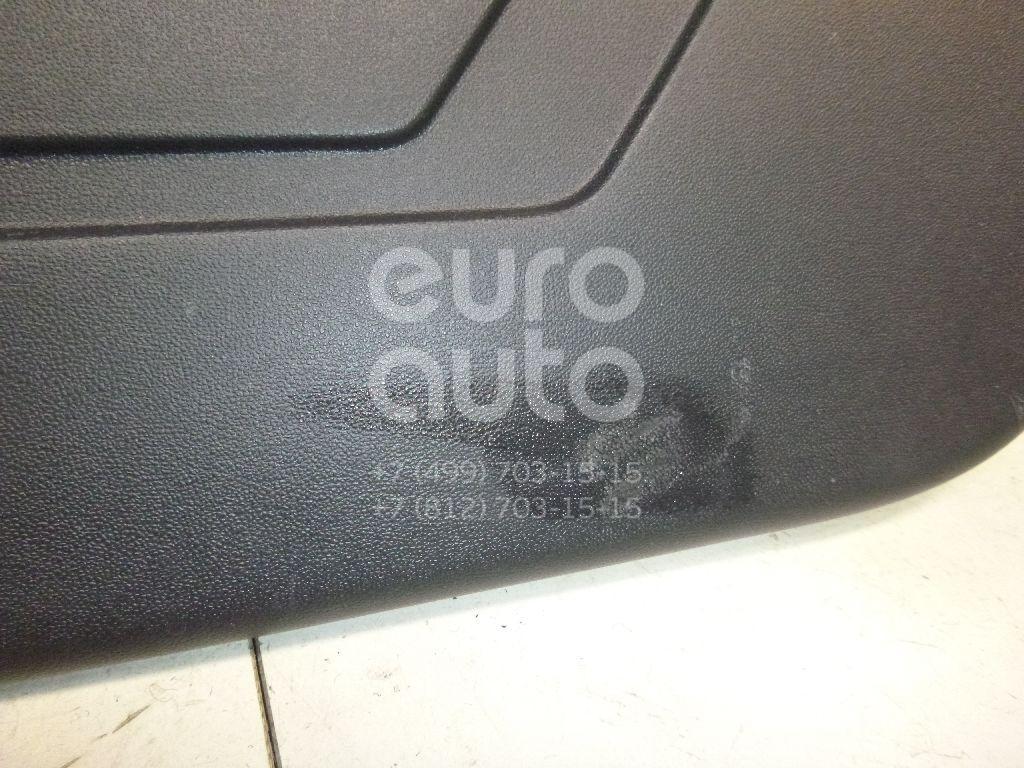 euro
auto
+7 (499) 703-15-15
+7 (812) 703-15-15